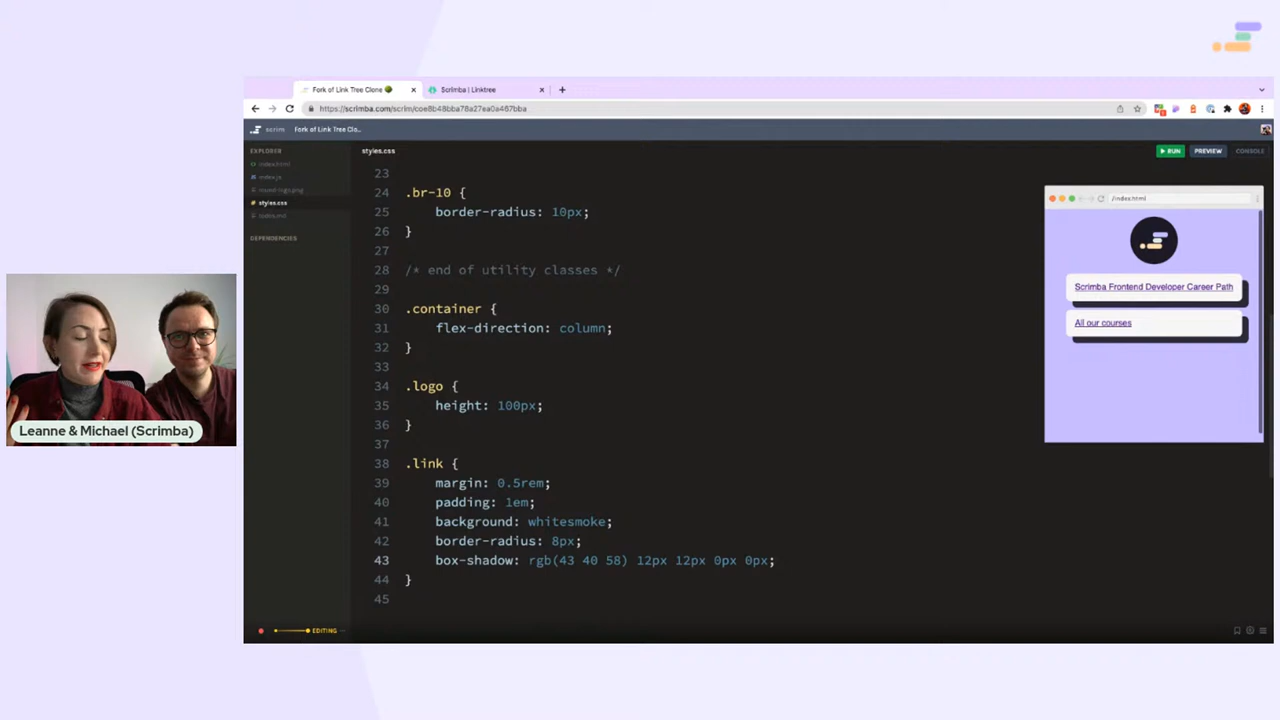 Fork of Link Tree Clone
Scrimba | Linktree
https://scrimba.com/scrim/coe8b48bba78a27ea0a467bba
scrim
Fork of Link Tree Clo...
EXPLORER
index.html
index.js
round-logo.png
styles.css
DEPENDENCIES
styles.css
RUN
PREVIEW
CONSOLE
23
24 .br-10 {
25 border-radius: 10px;
26 }
27
28 /* end of utility classes */
29
30 .container {
31 flex-direction: column;
32 }
33
34 .logo {
35 height: 100px;
36 }
37
38 .link {
39 margin: 0.5rem;
40 padding: 1em;
41 background: whitesmoke;
42 border-radius: 8px;
43 box-shadow: rgb(43 40 58) 12px 12px 0px 0px;
44 }
45
/index.html
Scrimba Frontend Developer Career Path
All our courses
Leanne & Michael (Scrimba)
EDITING